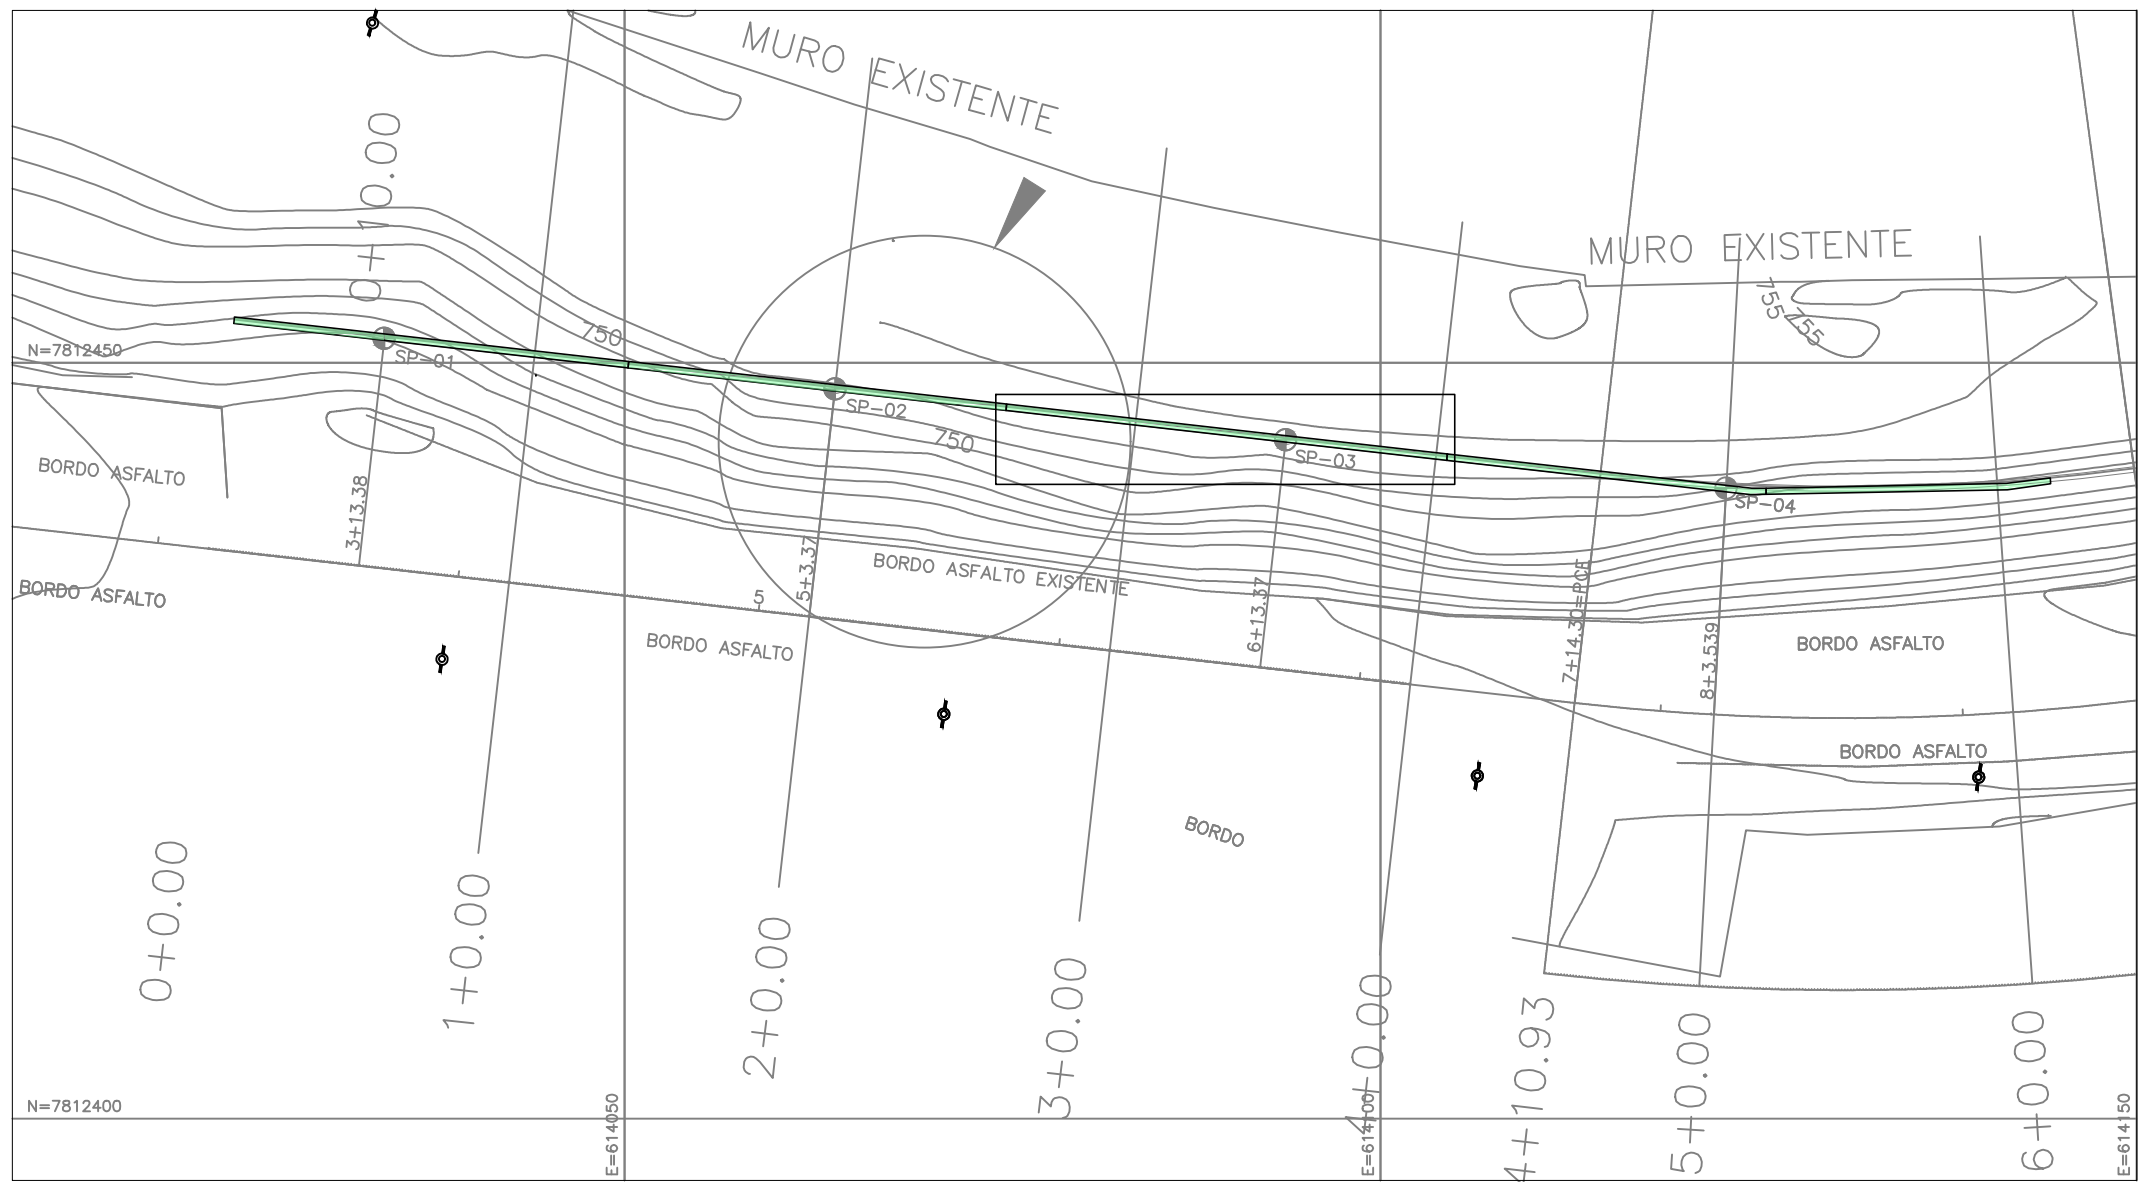 MURO EXISTENTE
0+10.00
MURO EXISTENTE
755
755
750
N=7812450
SP-01
SP-02
750
SP-03
SP-04
BORDO ASFALTO
3+13.38
BORDO ASFALTO
5
5+3.37
BORDO ASFALTO EXISTENTE
6+13.37
7+14.30=PCE
8+3.539
BORDO ASFALTO
BORDO ASFALTO
BORDO ASFALTO
BORDO
0+0.00
1+0.00
2+0.00
3+0.00
4+0.00
4+10.93
5+0.00
6+0.00
N=7812400
E=614050
E=614100
E=614150